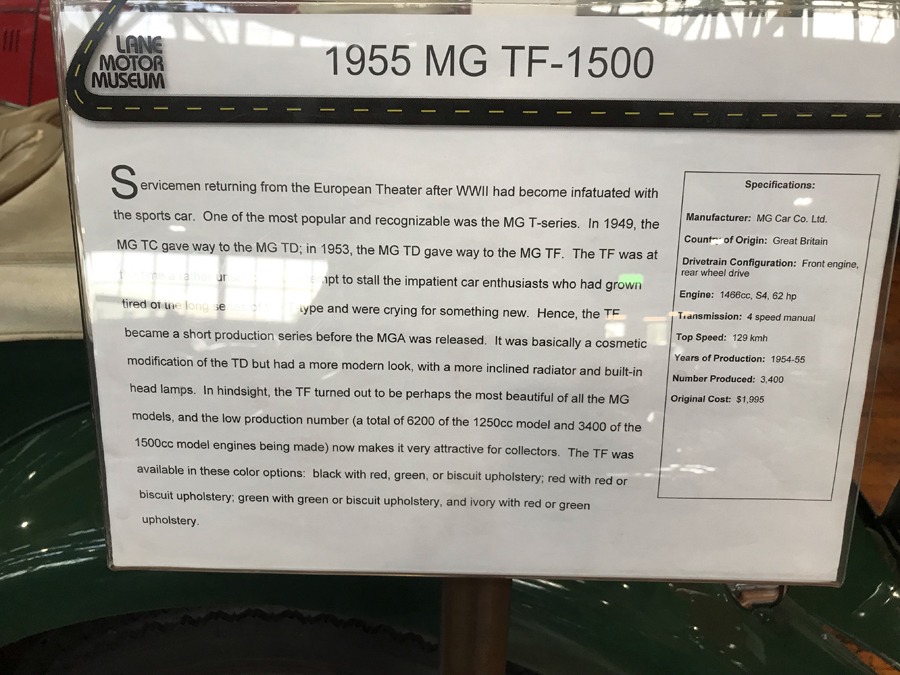 LANE
MOTOR
MUSEUM
1955 MG TF-1500
Servicemen returning from the European Theater after WWII had become infatuated with
the sports car. One of the most popular and recognizable was the MG T-series. In 1949, the
MG TC gave way to the MG TD; in 1953, the MG TD gave way to the MG TF. The TF was at
to stall the impatient car enthusiasts who had grown
tired of the long type and were crying for something new. Hence, the TF
became a short production series before the MGA was released. It was basically a cosmetic
modification of the TD but had a more modern look, with a more inclined radiator and built-in
head lamps. In hindsight, the TF turned out to be perhaps the most beautiful of all the MG
models, and the low production number (a total of 6200 of the 1250cc model and 3400 of the
1500cc model engines being made) now makes it very attractive for collectors. The TF was
available in these color options: black with red, green, or biscuit upholstery; red with red or
biscuit upholstery; green with green or biscuit upholstery, and ivory with red or green
upholstery.
Specifications:
Manufacturer: MG Car Co. Ltd.
Country of Origin: Great Britain
Drivetrain Configuration: Front engine,
rear wheel drive
Engine: 1466cc, S4, 62 hp
Transmission: 4 speed manual
Top Speed: 129 kmh
Years of Production: 1954-55
Number Produced: 3,400
Original Cost: $1,995